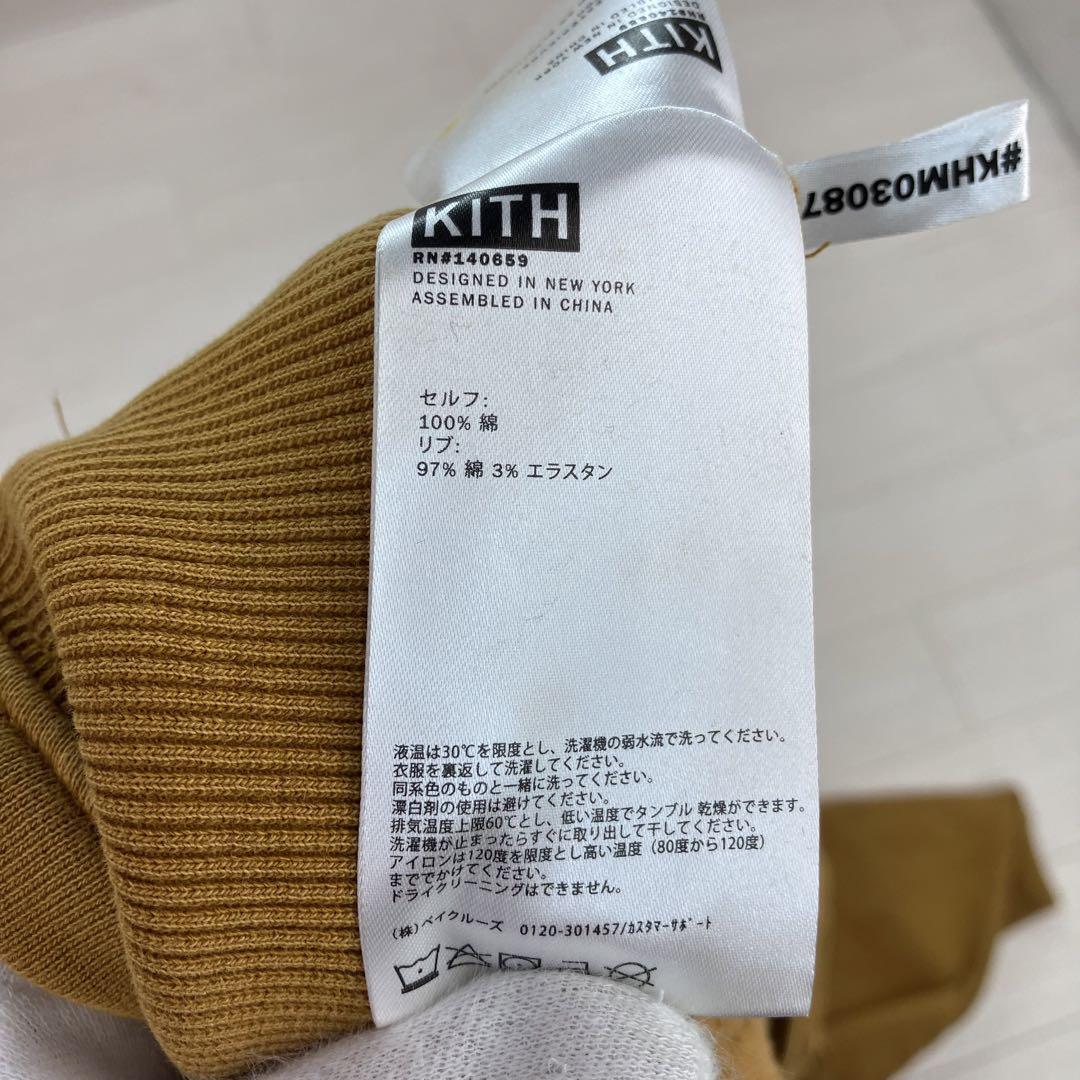 KITH
#KHM03087
KITH
RN#140659
DESIGNED IN NEW YORK
ASSEMBLED IN CHINA
セルフ:
100% 綿
リブ:
97% 綿 3% エラスタン
液温は30℃を限度とし、洗濯機の弱水流で洗ってください。
衣服を裏返して洗濯してください。
同系色のものと一緒に洗ってください。
漂白剤の使用は避けてください。
排気温度上限60℃とし、低い温度でタンブル 乾燥ができます。
洗濯機が止まったらすぐに取り出して干してください。
アイロンは120度を限度とし高い温度（80度から120度）
まででかけてください。
ドライクリーニングはできません。
(株)ベイクルーズ 0120-301457/ｶｽﾀﾏｰｻﾎﾟｰﾄ